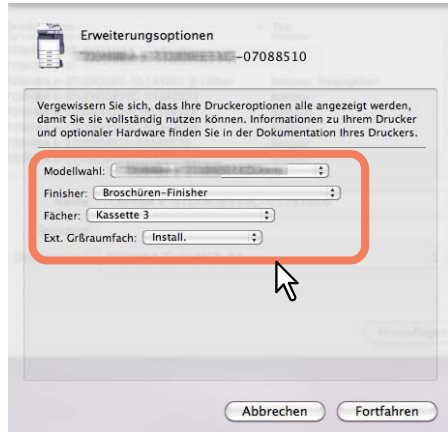 Erweiterungsoptionen
-07088510
Vergewissern Sie sich, dass Ihre Druckeroptionen alle angezeigt werden,
damit Sie sie vollständig nutzen können. Informationen zu Ihrem Drucker
und optionaler Hardware finden Sie in der Dokumentation Ihres Druckers.
Modellwahl:
Finisher: Broschüren-Finisher
Fächer: Kassette 3
Ext. Grßraumfach: Install.
Abbrechen Fortfahren